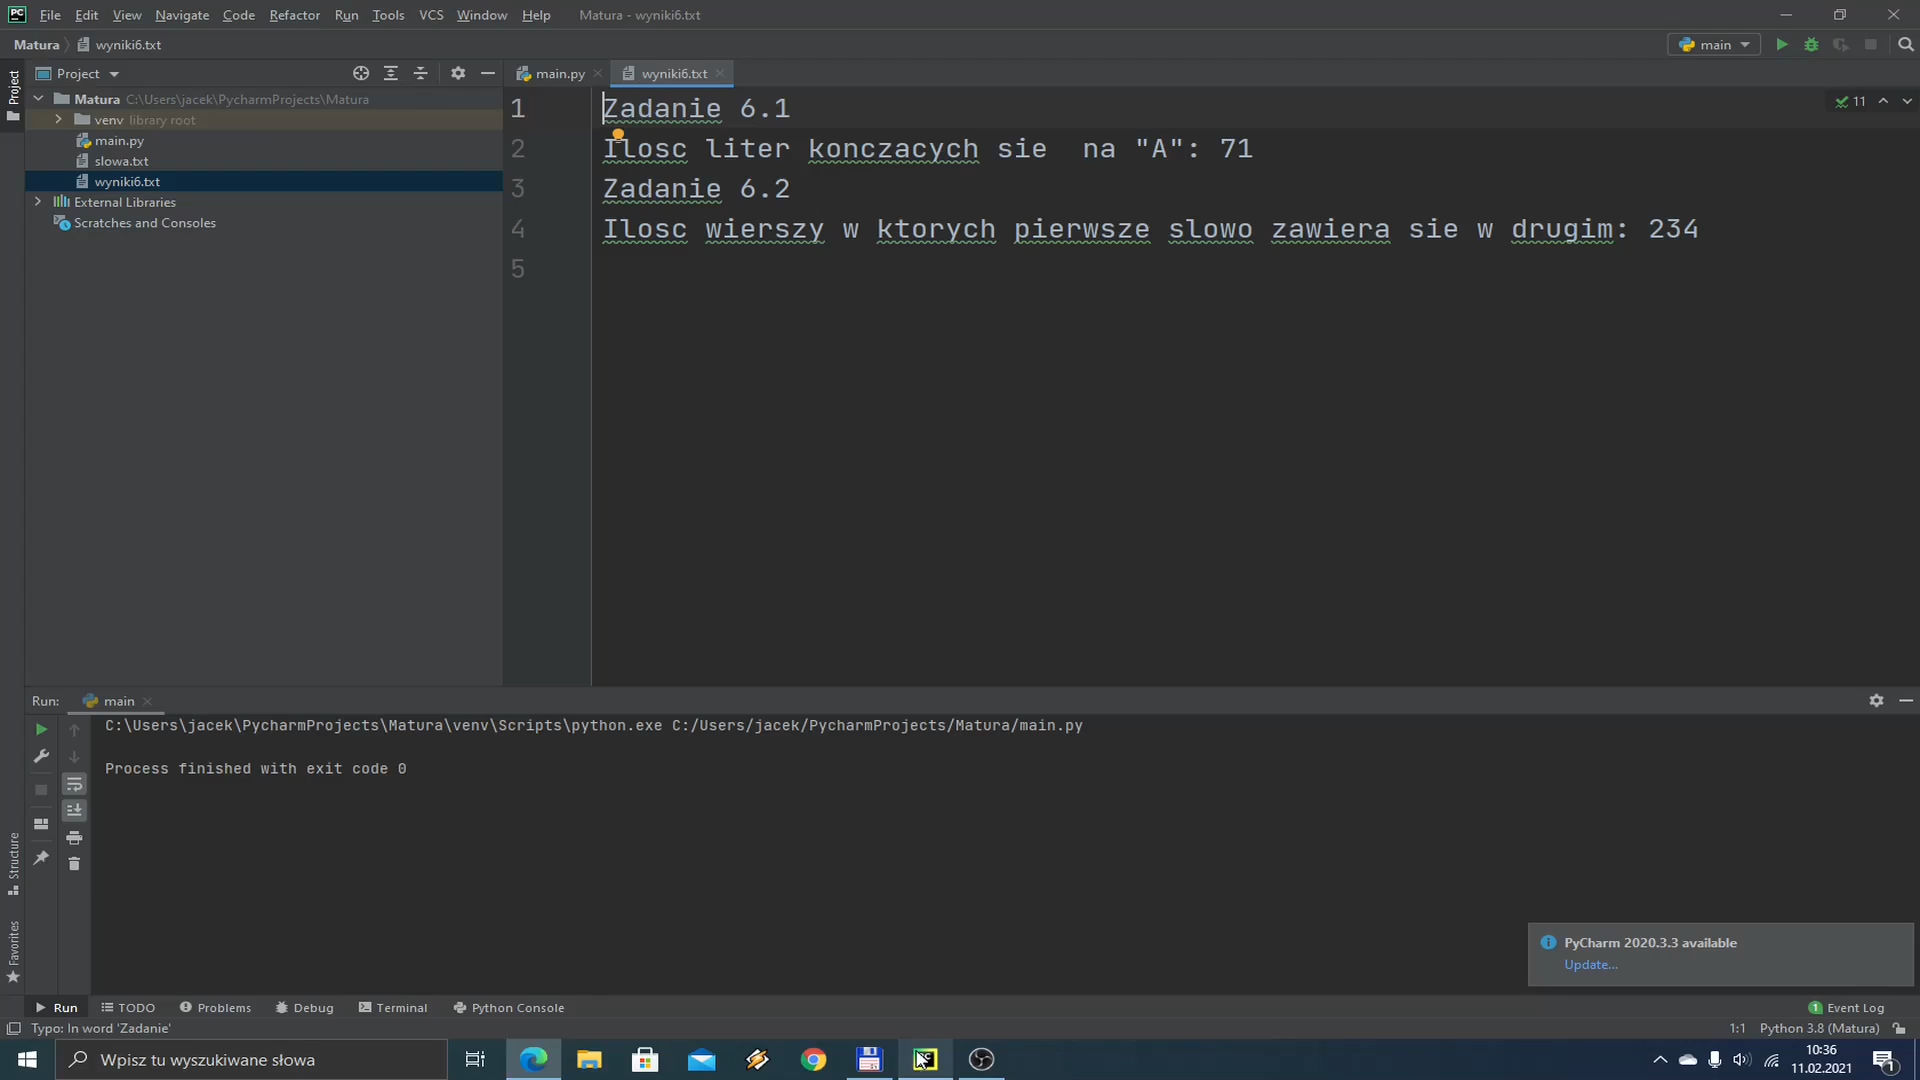 File Edit View Navigate Code Refactor Run Tools VCS Window Help Matura - wyniki6.txt
Matura wyniki6.txt main
Project main.py wyniki6.txt
Project
Matura C:\Users\jacek\PycharmProjects\Matura
venv library root
main.py
slowa.txt
wyniki6.txt
External Libraries
Scratches and Consoles
1 Zadanie 6.1
2 Ilosc liter konczacych sie  na "A": 71
3 Zadanie 6.2
4 Ilosc wierszy w ktorych pierwsze slowo zawiera sie w drugim: 234
5
11
Run: main
C:\Users\jacek\PycharmProjects\Matura\venv\Scripts\python.exe C:/Users/jacek/PycharmProjects/Matura/main.py
Process finished with exit code 0
Structure
Favorites
PyCharm 2020.3.3 available
Update...
Run TODO Problems Debug Terminal Python Console 1 Event Log
Typo: In word 'Zadanie' 1:1 Python 3.8 (Matura)
Wpisz tu wyszukiwane słowa
10:36
11.02.2021
1